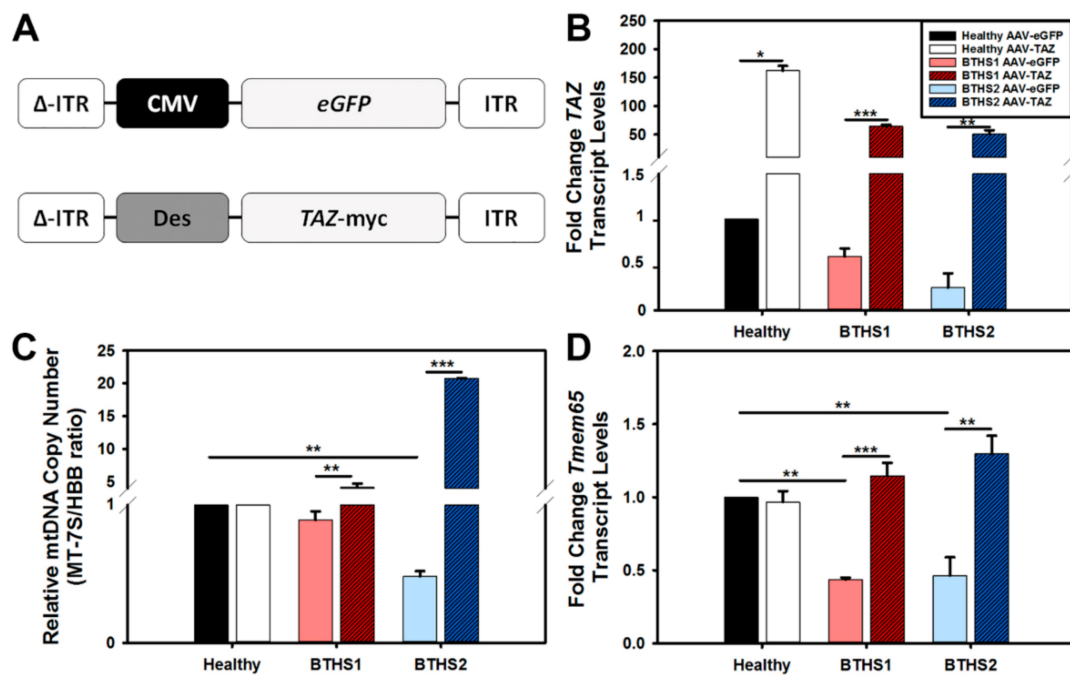 A
Δ-ITR CMV eGFP ITR
Δ-ITR Des TAZ-myc ITR
B
Fold Change TAZ
Transcript Levels
250
200
150
100
50
1.5
1
0.5
0
*
***
**
Healthy AAV-eGFP
Healthy AAV-TAZ
BTHS1 AAV-eGFP
BTHS1 AAV-TAZ
BTHS2 AAV-eGFP
BTHS2 AAV-TAZ
Healthy BTHS1 BTHS2
C
Relative mtDNA Copy Number
(MT-7S/HBB ratio)
25
20
15
10
5
1
0
**
**
***
Healthy BTHS1 BTHS2
D
Fold Change Tmem65
Transcript Levels
2.0
1.5
1.0
0.5
0.0
**
**
***
**
Healthy BTHS1 BTHS2